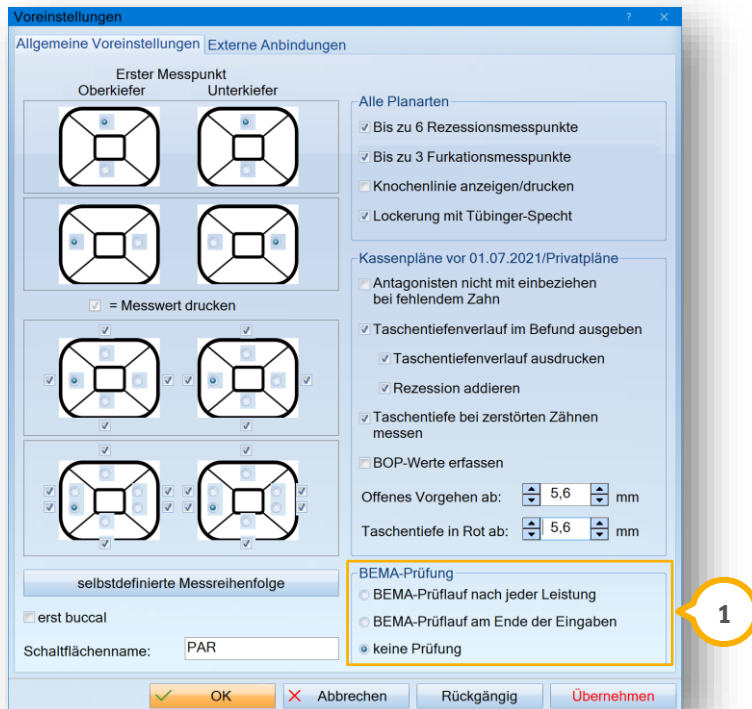 Voreinstellungen
Allgemeine Voreinstellungen Externe Anbindungen
Erster Messpunkt
Oberkiefer Unterkiefer
= Messwert drucken
selbstdefinierte Messreihenfolge
erst buccal
Schaltflächenname: PAR
Alle Planarten
Bis zu 6 Rezessionsmesspunkte
Bis zu 3 Furkationsmesspunkte
Knochenlinie anzeigen/drucken
Lockerung mit Tübinger-Specht
Kassenpläne vor 01.07.2021/Privatpläne
Antagonisten nicht mit einbeziehen
bei fehlendem Zahn
Taschentiefenverlauf im Befund ausgeben
Taschentiefenverlauf ausdrucken
Rezession addieren
Taschentiefe bei zerstörten Zähnen
messen
BOP-Werte erfassen
Offenes Vorgehen ab: 5,6 mm
Taschentiefe in Rot ab: 5,6 mm
BEMA-Prüfung
BEMA-Prüflauf nach jeder Leistung
BEMA-Prüflauf am Ende der Eingaben
keine Prüfung
1
OK Abbrechen Rückgängig Übernehmen